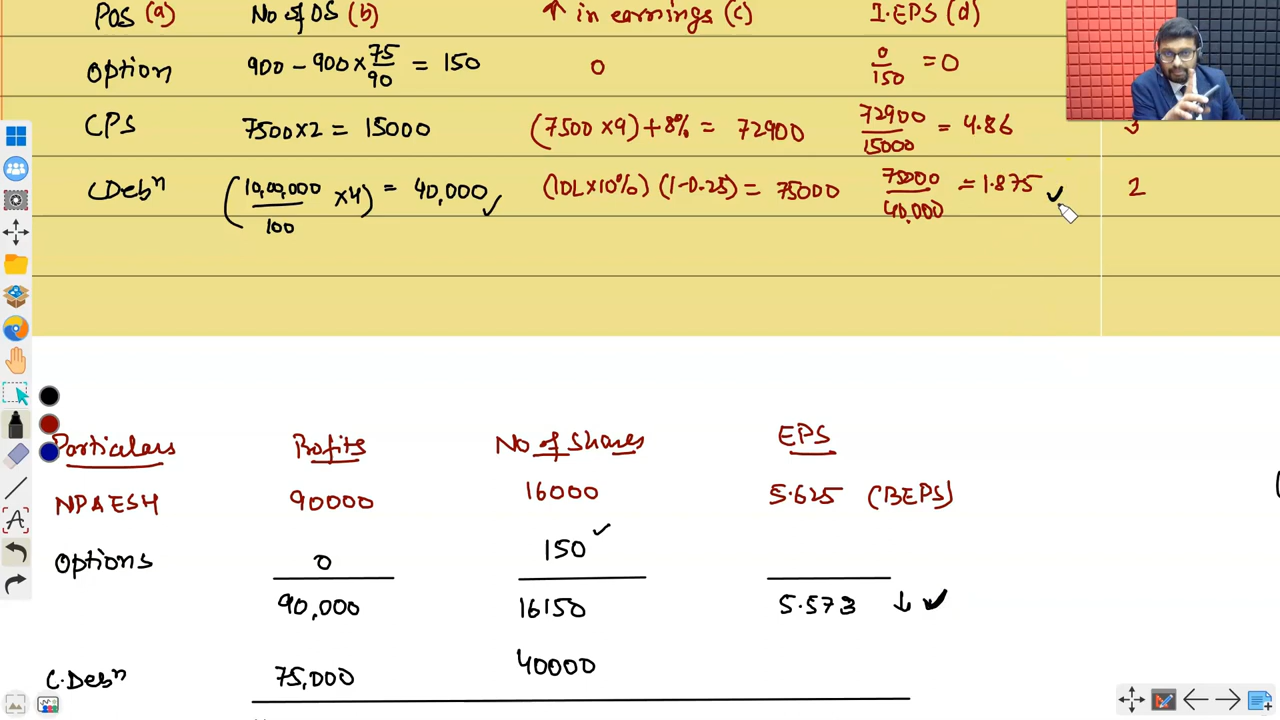 POS (a) No of OS (b) ↑ in earnings (c) I.EPS (d)
Option 900 - 900 × 75/90 = 150 0 0/150 = 0
CPS 7500 × 2 = 15000 (7500 × 9) + 8% = 72900 72900/15000 = 4.86 3
CDebⁿ (10,00,000/100 × 4) = 40,000 ✓ (10L × 10%) (1-0.25) = 75000 75000/40,000 = 1.875 ✓ 2
Particulars Profits No of Shares EPS
NPAESH 90000 16000 5.625 (BEPS)
Options 0 150 ✓
90,000 16150 5.573 ↓ ✓
C.Debⁿ 75,000 40000